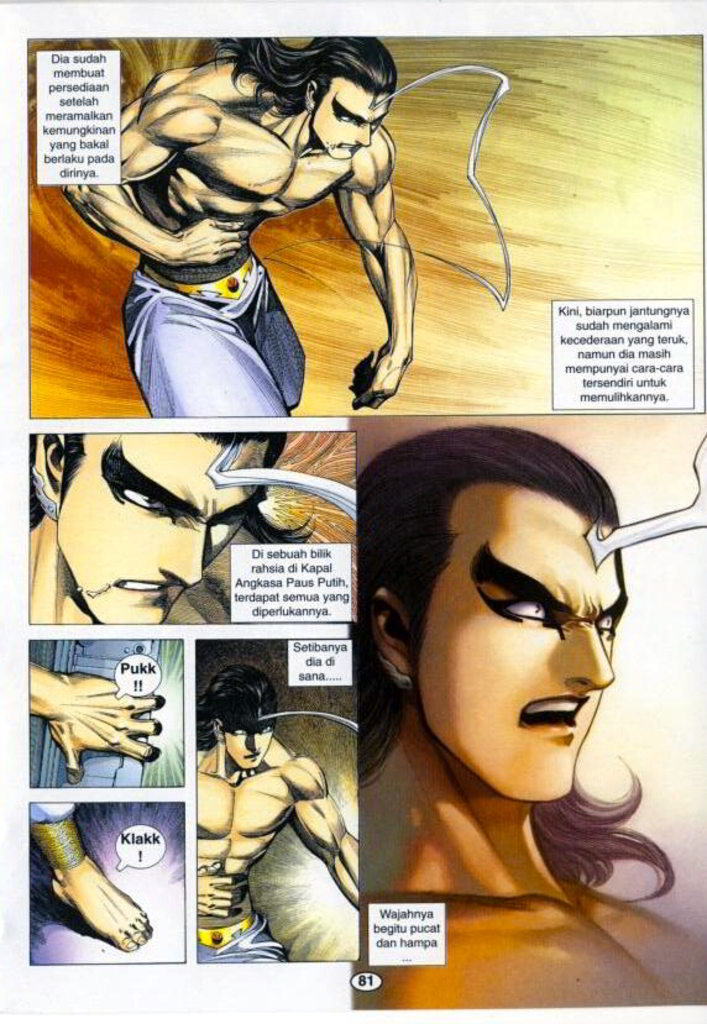 Dia sudah
membuat
persediaan
setelah
meramalkan
kemungkinan
yang bakal
berlaku pada
dirinya.
Kini, biarpun jantungnya
sudah mengalami
kecederaan yang teruk,
namun dia masih
mempunyai cara-cara
tersendiri untuk
memulihkannya.
Di sebuah bilik
rahsia di Kapal
Angkasa Paus Putih,
terdapat semua yang
diperlukannya.
Pukk
!!
Klakk
!
Setibanya
dia di
sana.....
Wajahnya
begitu pucat
dan hampa
...
81